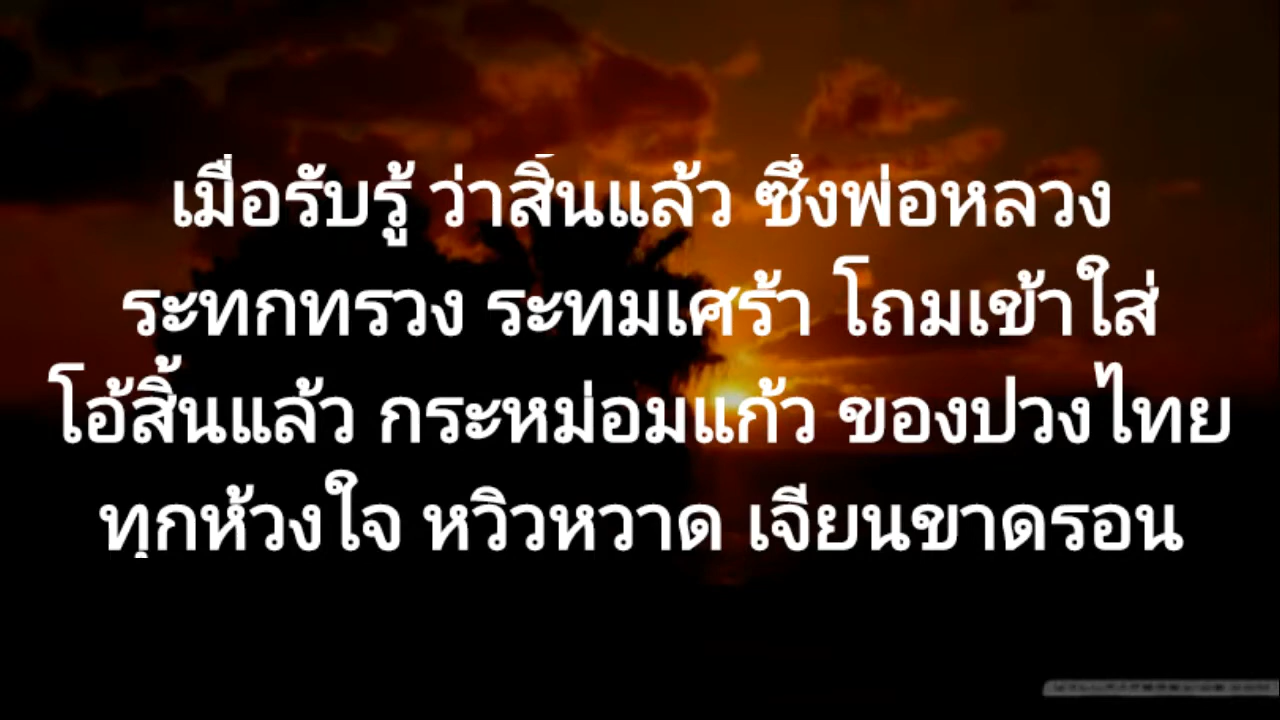 เมื่อรับรู้ ว่าสิ้นแล้ว ซึ่งพ่อหลวง
ระทกทรวง ระทมเศร้า โถมเข้าใส่
โอ้สิ้นแล้ว กระหม่อมแก้ว ของปวงไทย
ทุกห้วงใจ หวิวหวาด เจียนขาดรอน